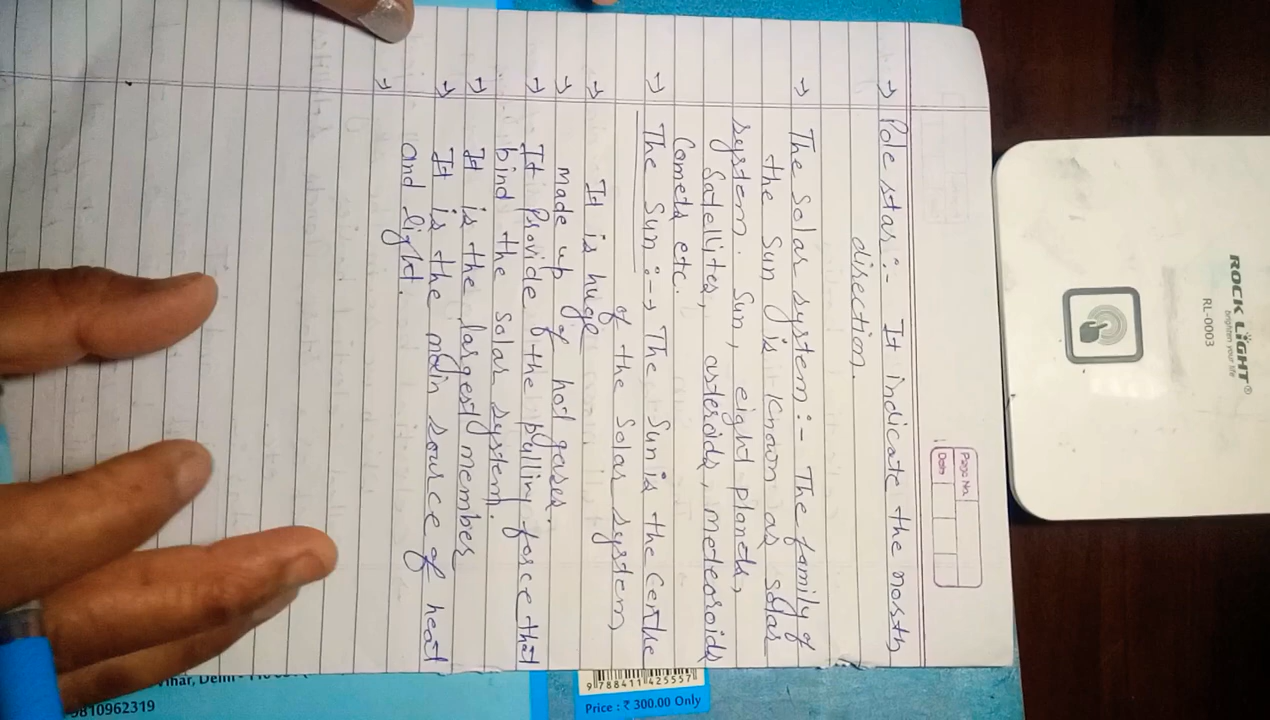 Page No.
Date
→ Pole star :- It indicate the north
direction.
→ The Solar system :- The family of
the Sun is known as solar
system. Sun, eight planets,
Satellites, asteroids, meteoroids
Comets etc.
→ The Sun :→ The Sun is the Centre
of the Solar system
→ It is huge
→ made up of hot gases.
→ It Provide the pulling force that
bind the Solar system.
→ It is the largest member
→ It is the main source of heat
and light.
→
ROCK LIGHT®
brighten your life
RL-0003
9 788411 425557
Price : ₹ 300.00 Only
9810962319